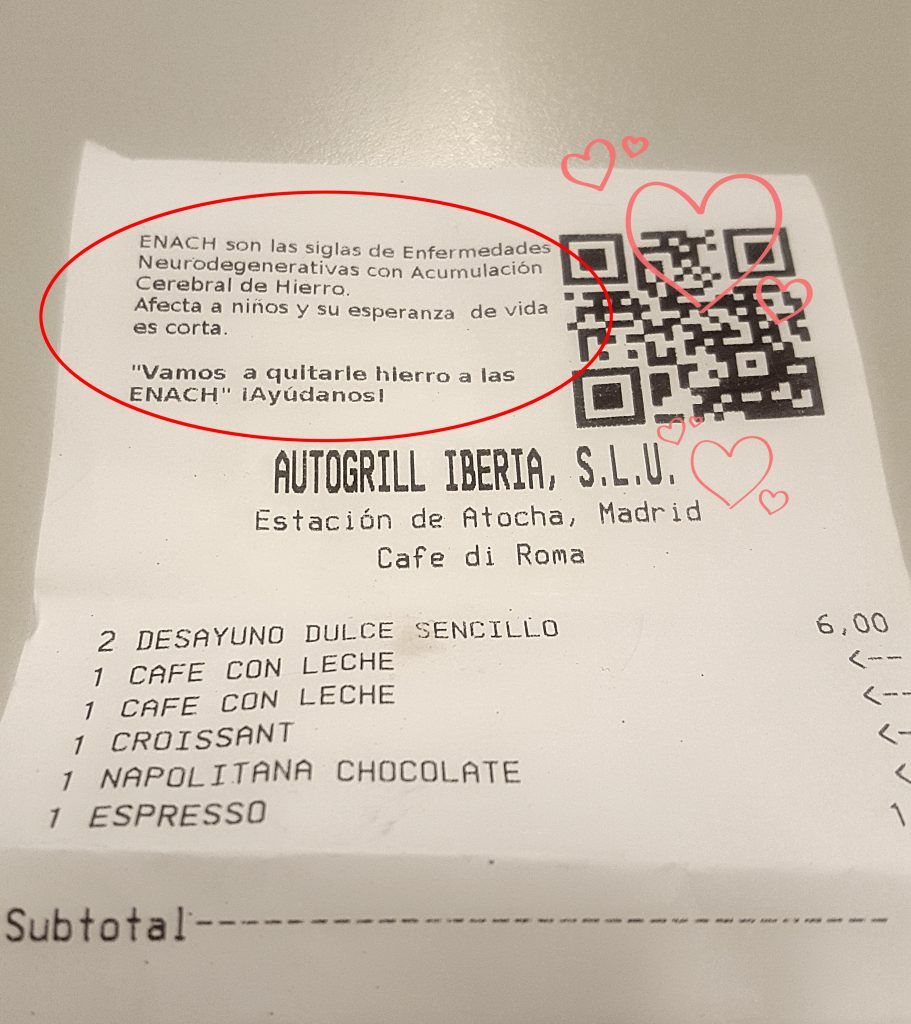 ENACH son las siglas de Enfermedades
Neurodegenerativas con Acumulación
Cerebral de Hierro.
Afecta a niños y su esperanza de vida
es corta.
"Vamos a quitarle hierro a las
ENACH" ¡Ayúdanos!
AUTOGRILL IBERIA, S.L.U.
Estación de Atocha, Madrid
Cafe di Roma
2 DESAYUNO DULCE SENCILLO 6,00
1 CAFE CON LECHE <--
1 CAFE CON LECHE <--
1 CROISSANT <-
1 NAPOLITANA CHOCOLATE <
1 ESPRESSO 1
Subtotal--------------------------------